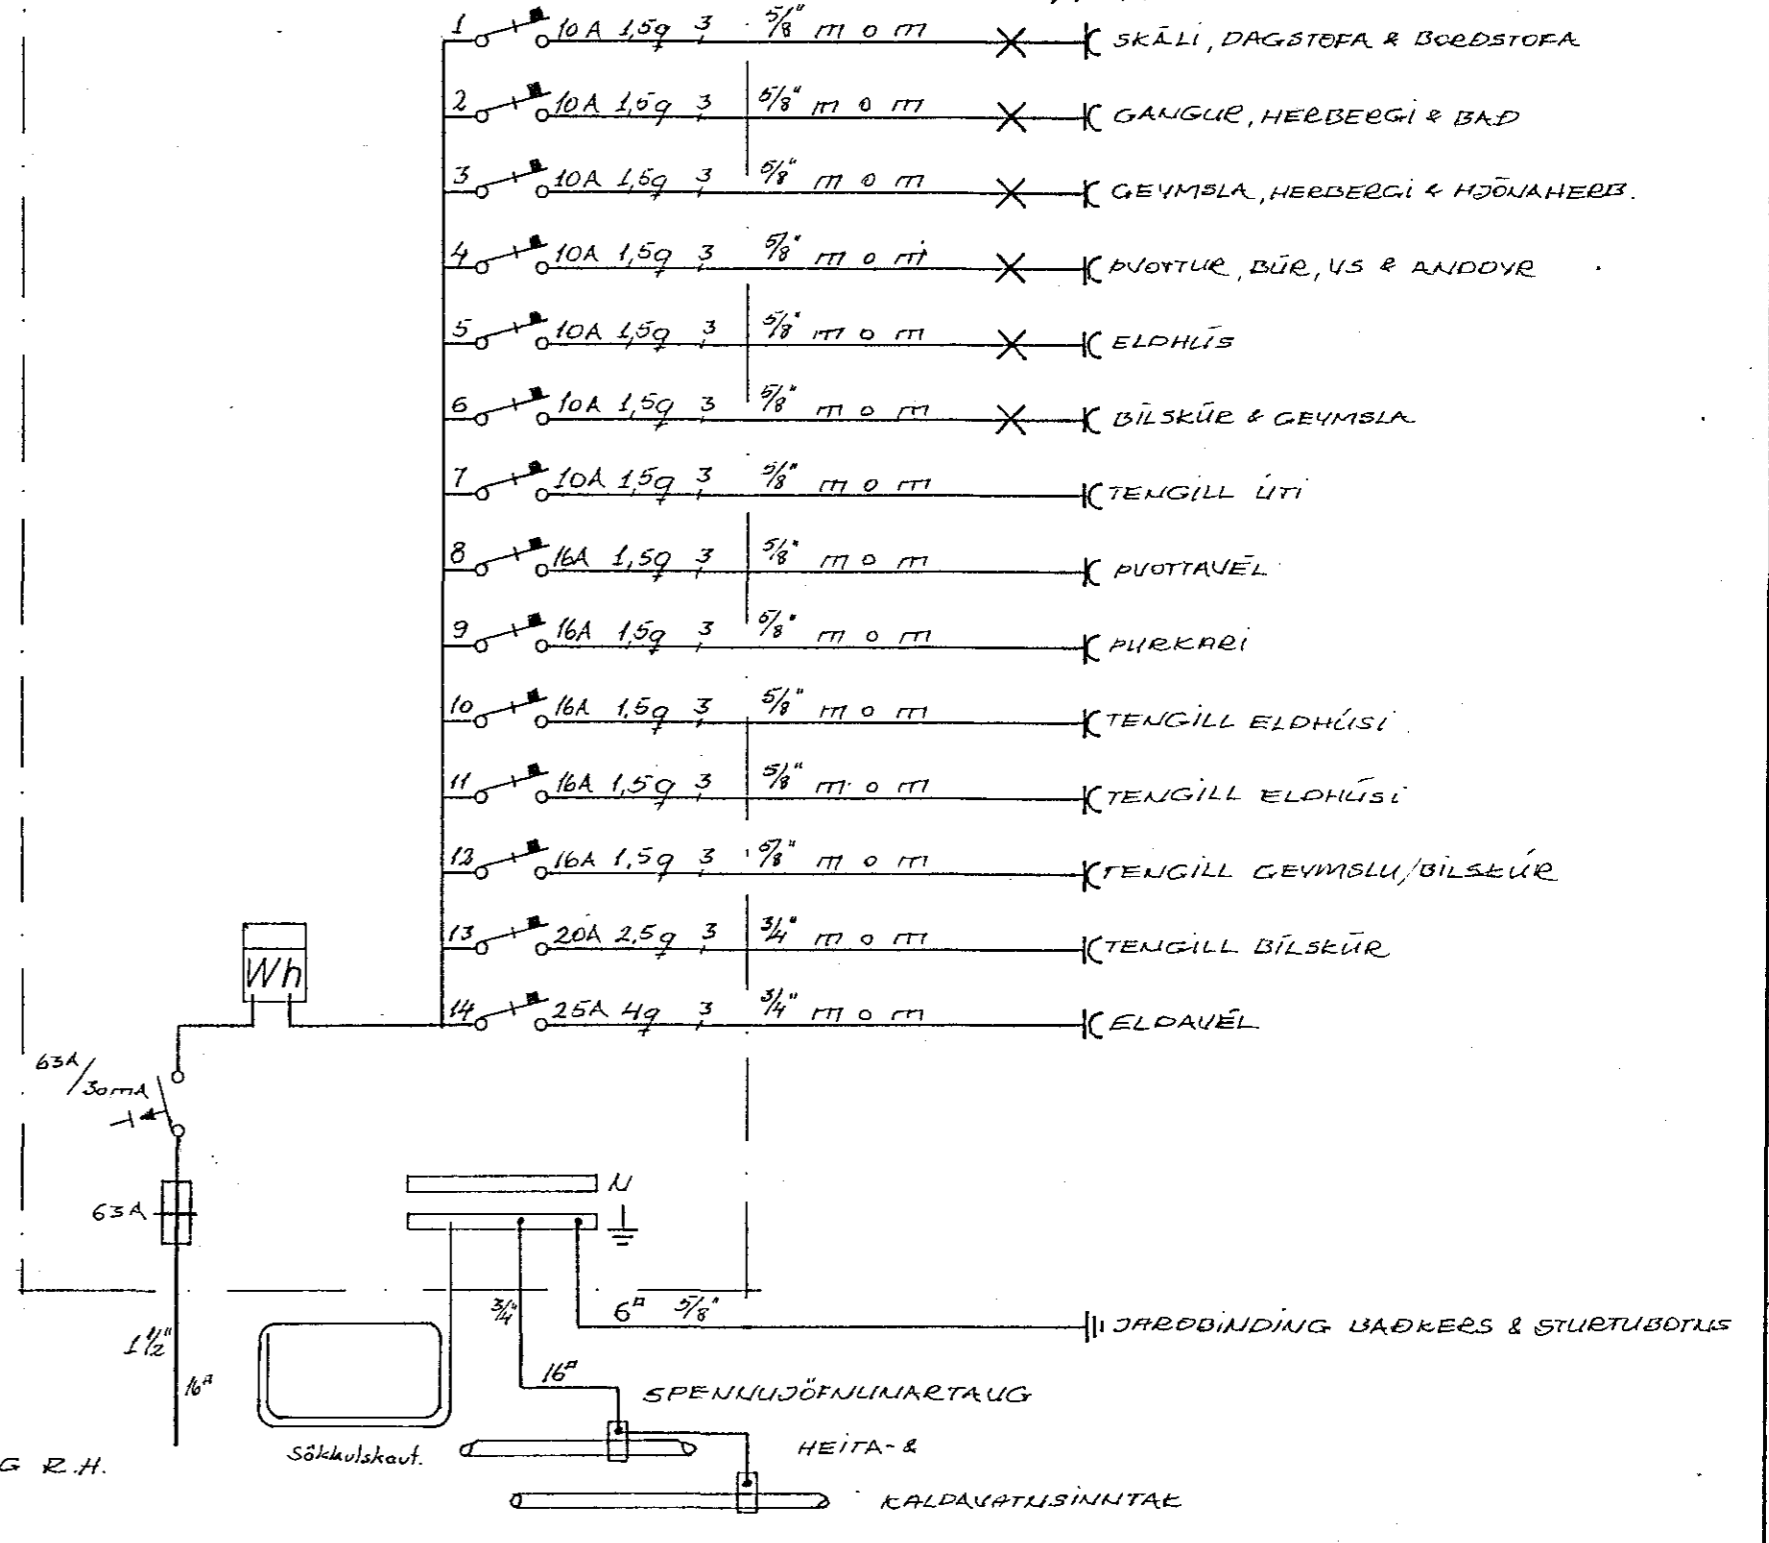 1 10A 1,5q 3 5/8" m o m SKÁLI, DAGSTOFA & BORÐSTOFA
2 10A 1,5q 3 5/8" m o m GANGUR, HERBERGI & BAÐ
3 10A 1,5q 3 5/8" m o m GEYMSLA, HERBERGI & HJÓNAHERB.
4 10A 1,5q 3 5/8" m o m ÞVOTTUR, BÚR, VS & ANDDYR
5 10A 1,5q 3 5/8" m o m ELDHÚS
6 10A 1,5q 3 5/8" m o m BÍLSKÚR & GEYMSLA
7 10A 1,5q 3 5/8" m o m TENGILL ÚTI
8 16A 1,5q 3 5/8" m o m ÞVOTTAVÉL
9 16A 1,5q 3 5/8" m o m ÞURKARI
10 16A 1,5q 3 5/8" m o m TENGILL ELDHÚSI
11 16A 1,5q 3 5/8" m o m TENGILL ELDHÚSI
12 16A 1,5q 3 5/8" m o m TENGILL GEYMSLU/BÍLSKÚR
13 20A 2,5q 3 3/4" m o m TENGILL BÍLSKÚR
Wh
14 25A 4q 3 3/4" m o m ELDAVÉL
63A/30mA
N
63A
3/4" 6□ 5/8" JARÐBINDING BAÐKERS & STURTUBOTNS
1 1/2"
16□
16□ SPENNUJÖFNUNARTAUG
Sökkulskaut.
HEITA- &
G R.H.
KALDAVATNSINNTAK